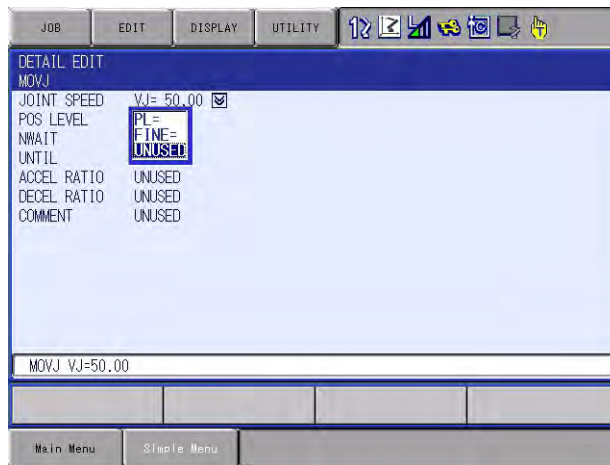 JOB EDIT DISPLAY UTILITY
DETAIL EDIT
MOVJ
JOINT SPEED VJ= 50.00
POS LEVEL PL=
NWAIT FINE=
UNTIL UNUSED
ACCEL RATIO UNUSED
DECEL RATIO UNUSED
COMMENT UNUSED
MOVJ VJ=50.00
Main Menu Simple Menu